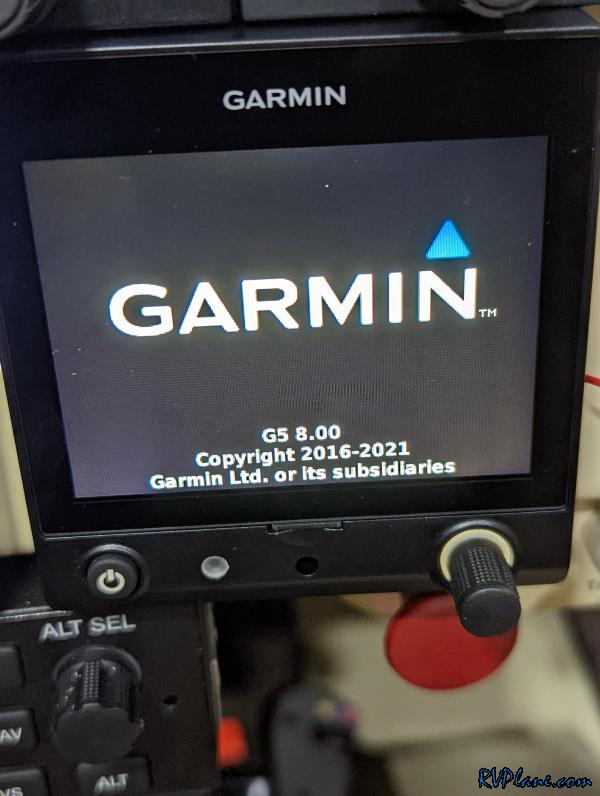 GARMIN
GARMIN™
G5 8.00
Copyright 2016-2021
Garmin Ltd. or its subsidiaries
ALT SEL
AV
ALT
VS
RVPlane.com